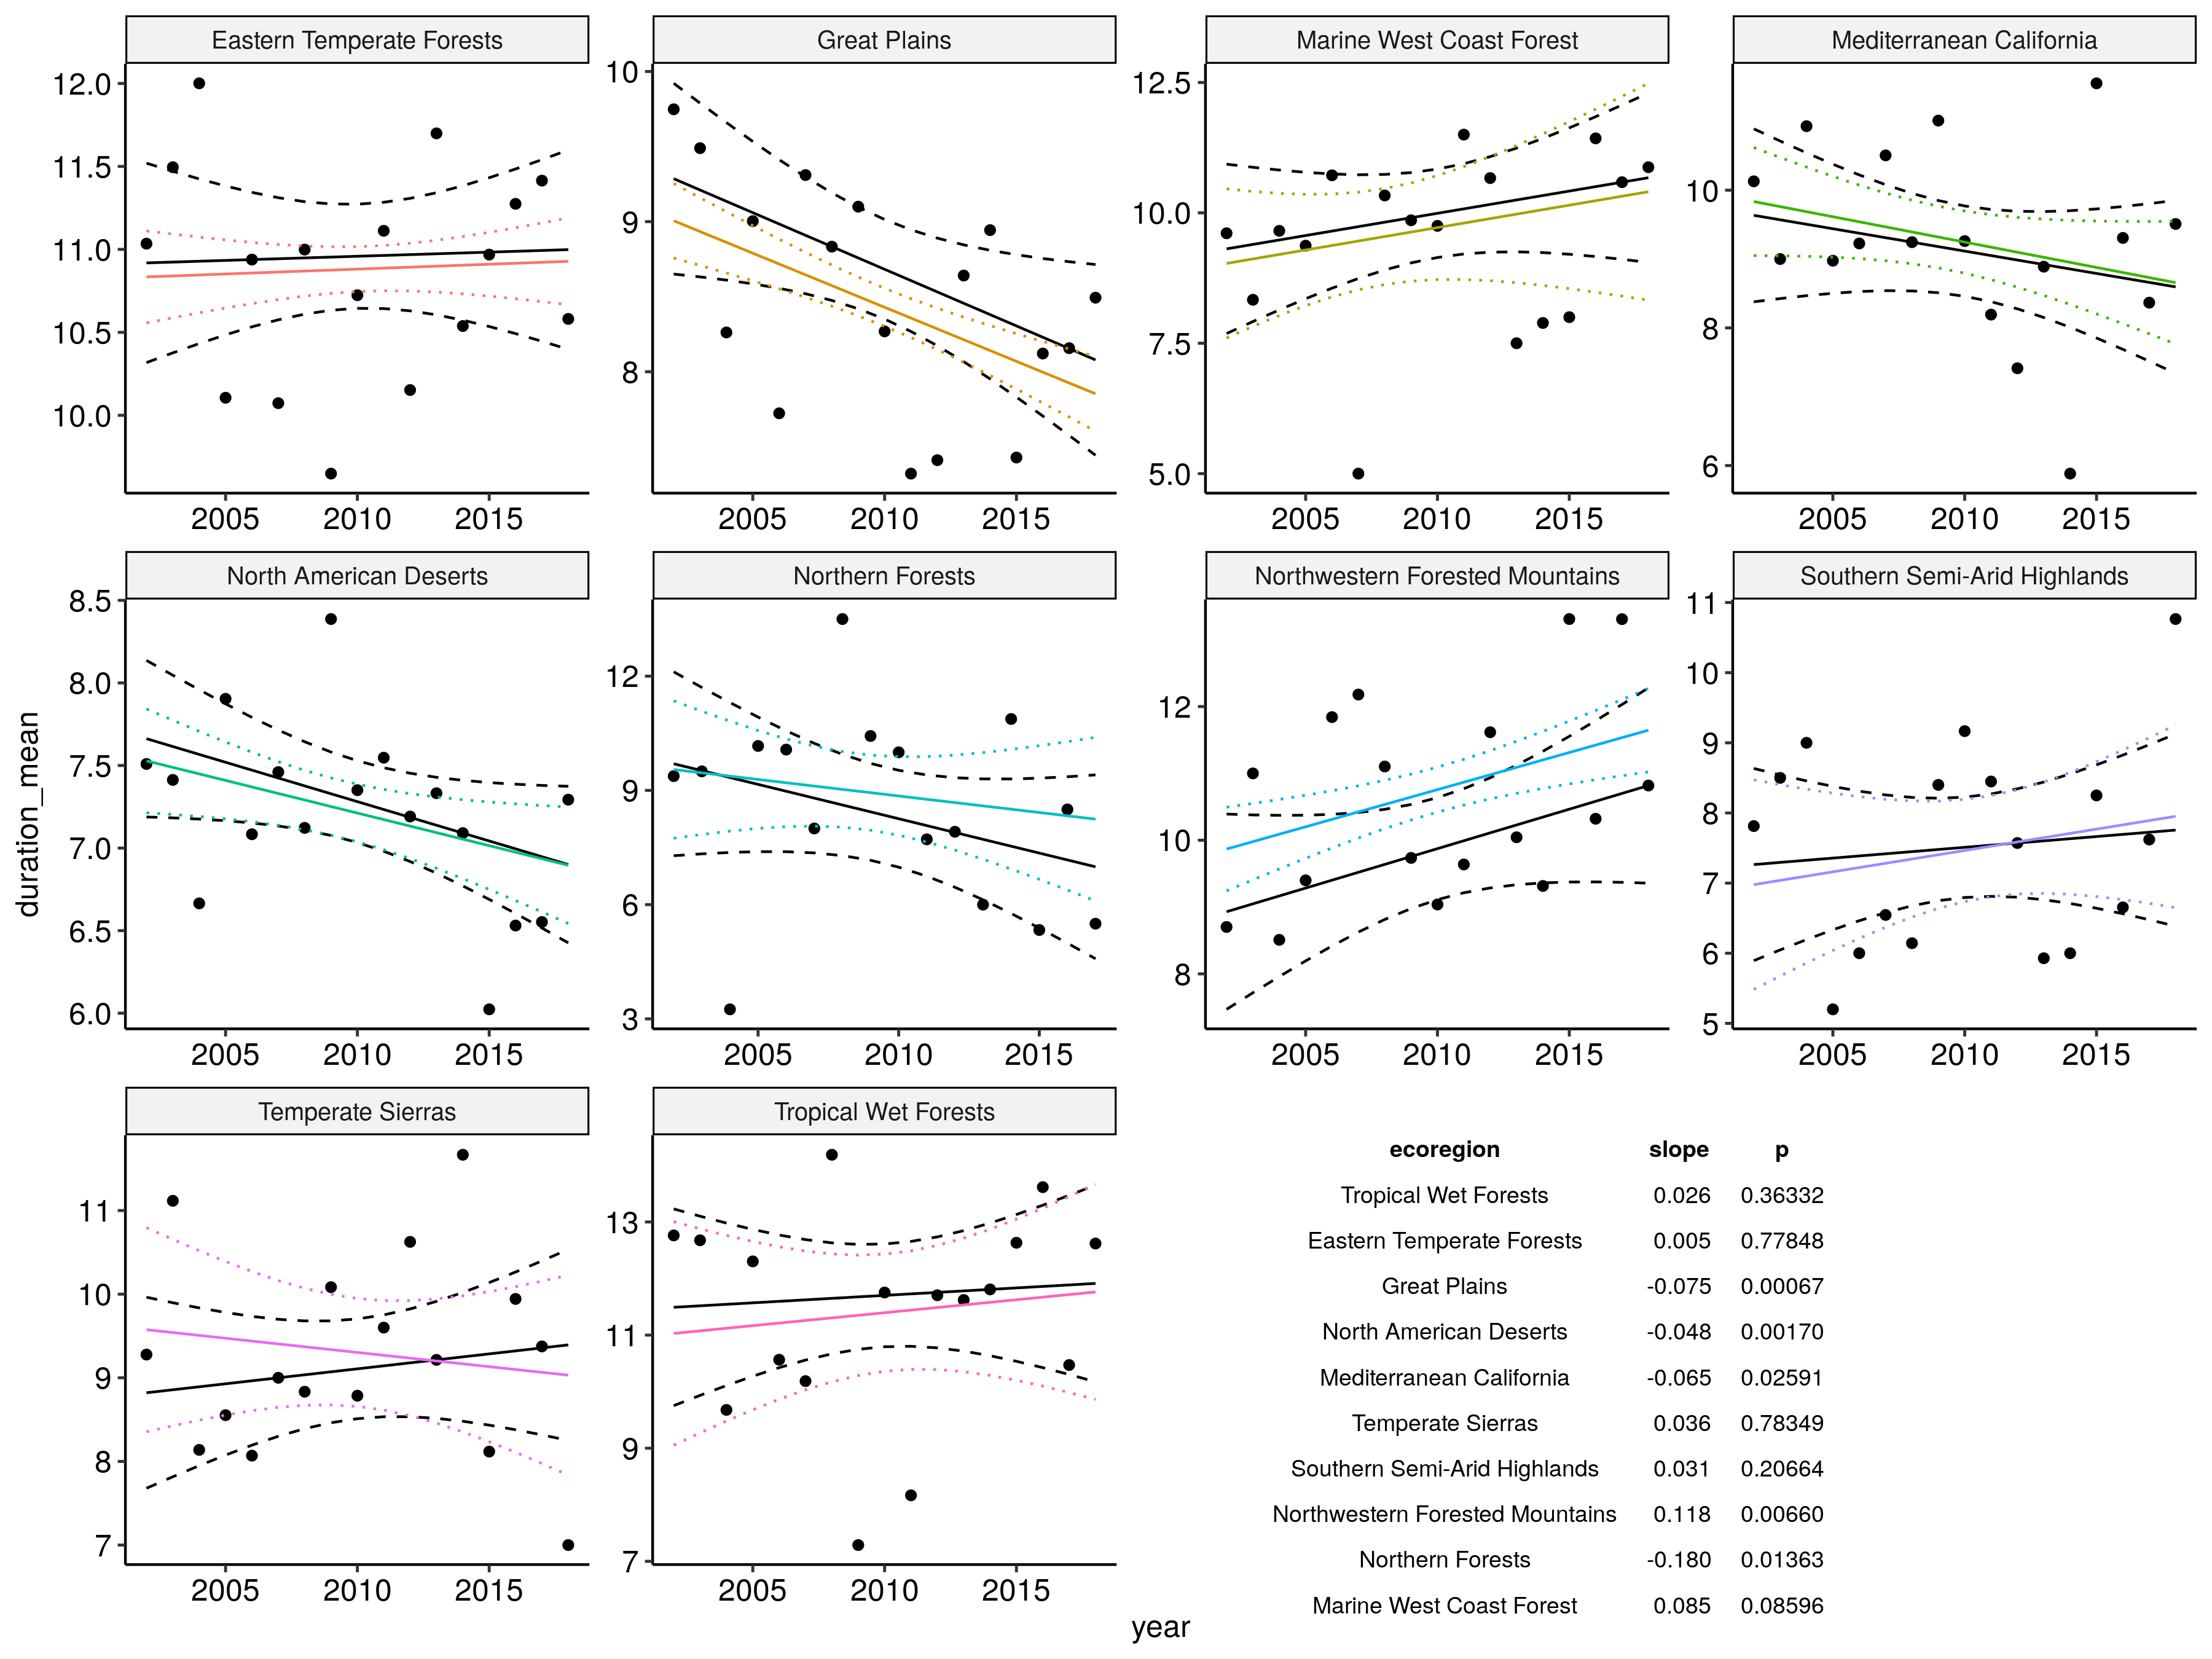 Eastern Temperate Forests
Great Plains
Marine West Coast Forest
Mediterranean California
12.0
11.5
11.0
10.5
10.0
10
9
8
12.5
10.0
7.5
5.0
10
8
6
2005 2010 2015
2005 2010 2015
2005 2010 2015
2005 2010 2015
North American Deserts
Northern Forests
Northwestern Forested Mountains
Southern Semi-Arid Highlands
duration_mean
8.5
8.0
7.5
7.0
6.5
6.0
12
9
6
3
12
10
8
11
10
9
8
7
6
5
2005 2010 2015
2005 2010 2015
2005 2010 2015
2005 2010 2015
Temperate Sierras
Tropical Wet Forests
11
10
9
8
7
13
11
9
7
2005 2010 2015
2005 2010 2015
ecoregion slope p
Tropical Wet Forests 0.026 0.36332
Eastern Temperate Forests 0.005 0.77848
Great Plains -0.075 0.00067
North American Deserts -0.048 0.00170
Mediterranean California -0.065 0.02591
Temperate Sierras 0.036 0.78349
Southern Semi-Arid Highlands 0.031 0.20664
Northwestern Forested Mountains 0.118 0.00660
Northern Forests -0.180 0.01363
Marine West Coast Forest 0.085 0.08596
year